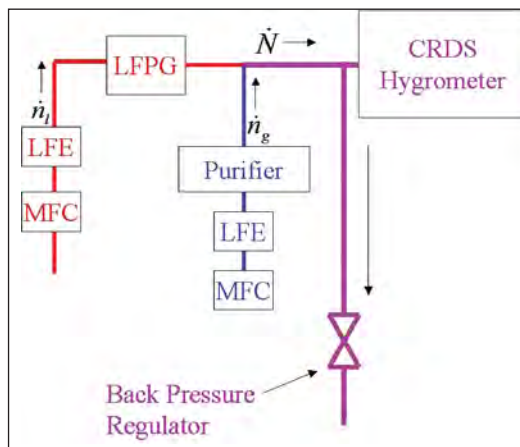 Ṅ
CRDS
Hygrometer
LFPG
ṅl
ṅg
LFE
Purifier
MFC
LFE
MFC
Back Pressure
Regulator